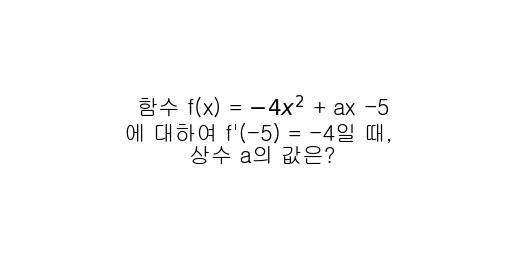 함수 f(x) = −4x² + ax −5
에 대하여 f'(−5) = −4일 때,
상수 a의 값은?